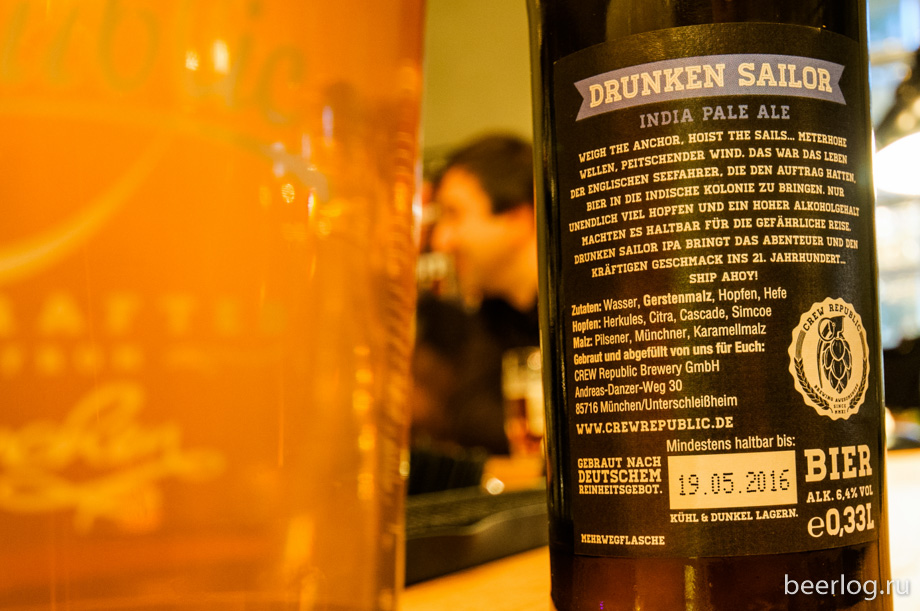 DRUNKEN SAILOR
INDIA PALE ALE
WEIGH THE ANCHOR, HOIST THE SAILS... METERHOHE
WELLEN, PEITSCHENDER WIND. DAS WAR DAS LEBEN
DER ENGLISCHEN SEEFAHRER, DIE DEN AUFTRAG HATTEN,
BIER IN DIE INDISCHE KOLONIE ZU BRINGEN. NUR
UNENDLICH VIEL HOPFEN UND EIN HOHER ALKOHOLGEHALT
MACHTEN ES HALTBAR FÜR DIE GEFÄHRLICHE REISE.
DRUNKEN SAILOR IPA BRINGT DAS ABENTEUER UND DEN
KRÄFTIGEN GESCHMACK INS 21. JAHRHUNDERT...
SHIP AHOY!
Zutaten: Wasser, Gerstenmalz, Hopfen, Hefe
Hopfen: Herkules, Citra, Cascade, Simcoe
Malz: Pilsener, Münchner, Karamellmalz
Gebraut und abgefüllt von uns für Euch:
CREW Republic Brewery GmbH
Andreas-Danzer-Weg 30
85716 München/Unterschleißheim
WWW.CREWREPUBLIC.DE
CREW REPUBLIC
GEBRAUT NACH
DEUTSCHEM
REINHEITSGEBOT.
Mindestens haltbar bis:
19.05.2016
KÜHL & DUNKEL LAGERN.
BIER
ALK. 6,4% VOL
e0,33L
MEHRWEGFLASCHE
beerlog.ru